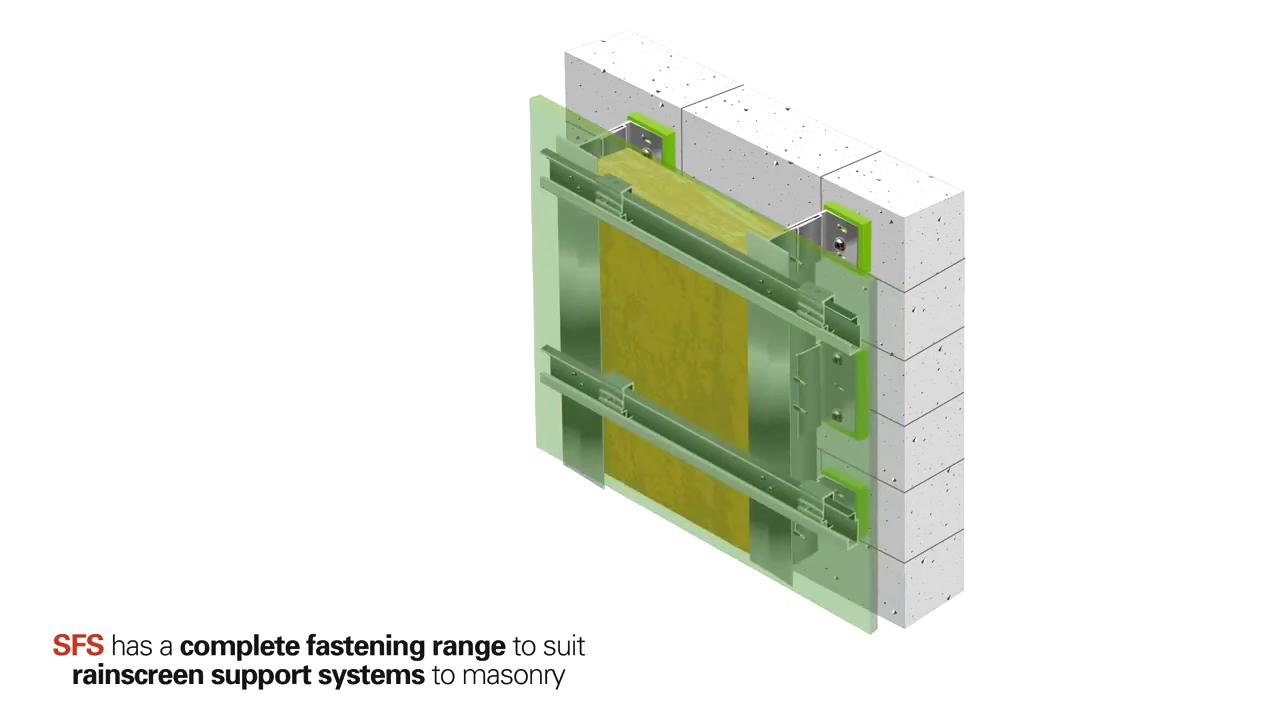 SFS has a complete fastening range to suit
rainscreen support systems to masonry